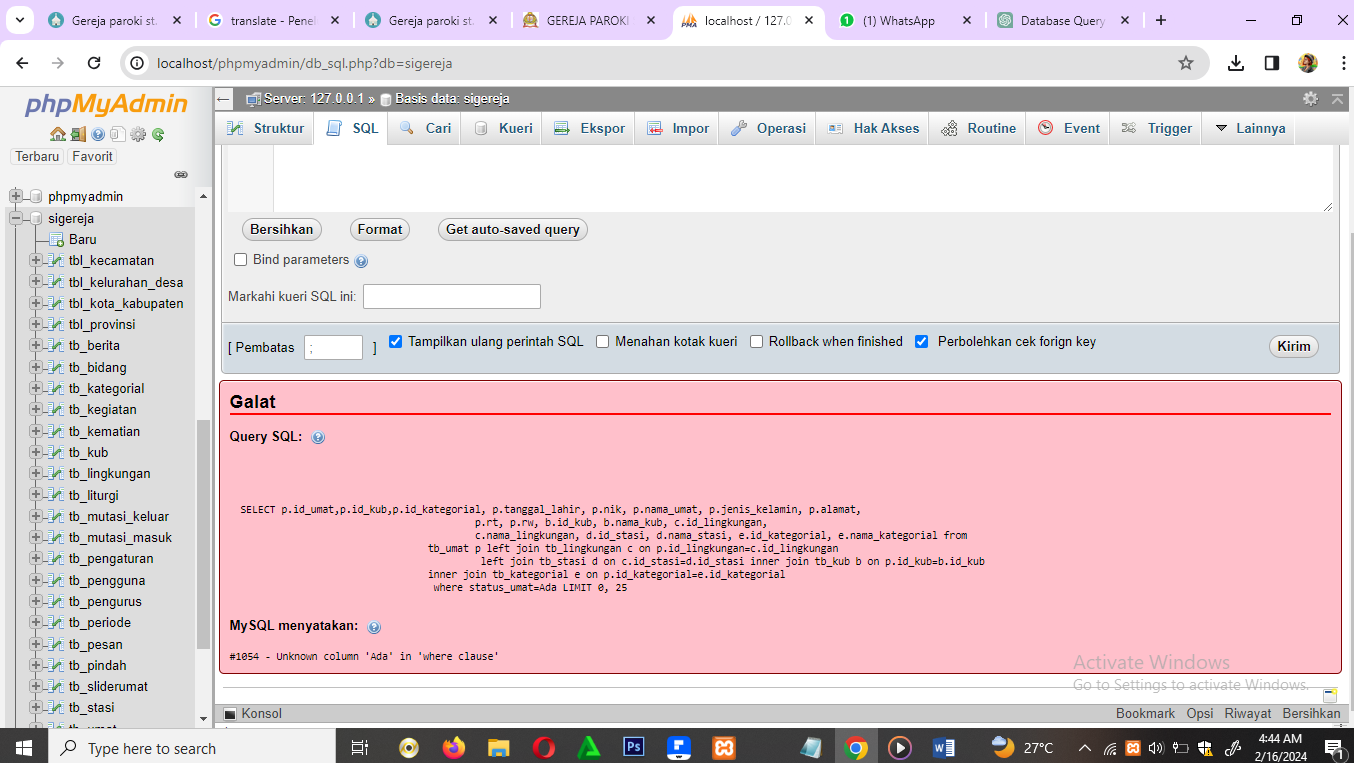 Gereja paroki st.
translate - Penel
Gereja paroki st.
GEREJA PAROKI
localhost / 127.0
(1) WhatsApp
Database Query
localhost/phpmyadmin/db_sql.php?db=sigereja
phpMyAdmin
Terbaru Favorit
phpmyadmin
sigereja
Baru
tbl_kecamatan
tbl_kelurahan_desa
tbl_kota_kabupaten
tbl_provinsi
tb_berita
tb_bidang
tb_kategorial
tb_kegiatan
tb_kematian
tb_kub
tb_lingkungan
tb_liturgi
tb_mutasi_keluar
tb_mutasi_masuk
tb_pengaturan
tb_pengguna
tb_pengurus
tb_periode
tb_pesan
tb_pindah
tb_sliderumat
tb_stasi
Server: 127.0.0.1 » Basis data: sigereja
Struktur SQL Cari Kueri Ekspor Impor Operasi Hak Akses Routine Event Trigger Lainnya
Bersihkan Format Get auto-saved query
Bind parameters
Markahi kueri SQL ini:
[ Pembatas ; ] Tampilkan ulang perintah SQL Menahan kotak kueri Rollback when finished Perbolehkan cek forign key Kirim
Galat
Query SQL:
SELECT p.id_umat,p.id_kub,p.id_kategorial, p.tanggal_lahir, p.nik, p.nama_umat, p.jenis_kelamin, p.alamat,
p.rt, p.rw, b.id_kub, b.nama_kub, c.id_lingkungan,
c.nama_lingkungan, d.id_stasi, d.nama_stasi, e.id_kategorial, e.nama_kategorial from
tb_umat p left join tb_lingkungan c on p.id_lingkungan=c.id_lingkungan
left join tb_stasi d on c.id_stasi=d.id_stasi inner join tb_kub b on p.id_kub=b.id_kub
inner join tb_kategorial e on p.id_kategorial=e.id_kategorial
where status_umat=Ada LIMIT 0, 25
MySQL menyatakan:
#1054 - Unknown column 'Ada' in 'where clause'
Activate Windows
Go to Settings to activate Windows.
Konsol
Bookmark Opsi Riwayat Bersihkan
Type here to search
Ps
27°C
4:44 AM
2/16/2024
1